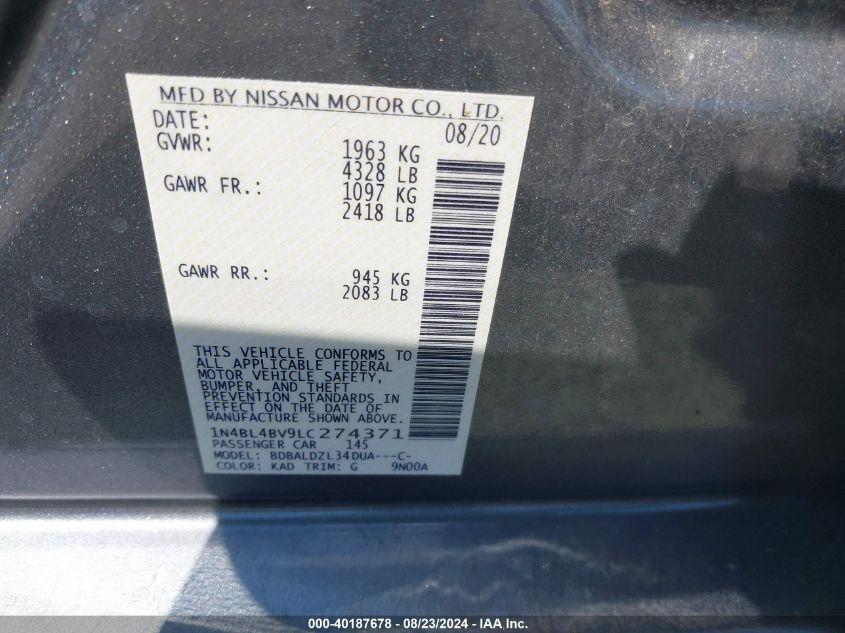 MFD BY NISSAN MOTOR CO., LTD.
DATE: 08/20
GVWR: 1963 KG
4328 LB
GAWR FR.: 1097 KG
2418 LB
GAWR RR.: 945 KG
2083 LB
THIS VEHICLE CONFORMS TO
ALL APPLICABLE FEDERAL
MOTOR VEHICLE SAFETY,
BUMPER, AND THEFT
PREVENTION STANDARDS IN
EFFECT ON THE DATE OF
MANUFACTURE SHOWN ABOVE.
1N4BL4BV9LC274371
PASSENGER CAR 145
MODEL: BDBALDZL34DUA---C-
COLOR: KAD TRIM: G 9N00A
000-40187678 - 08/23/2024 - IAA Inc.